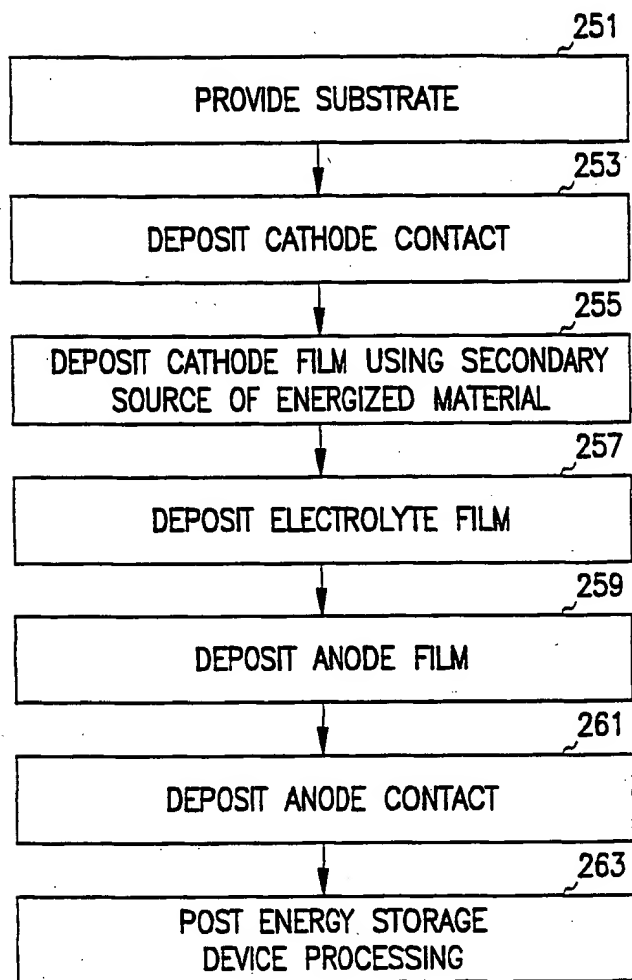 251
PROVIDE SUBSTRATE
253
DEPOSIT CATHODE CONTACT
255
DEPOSIT CATHODE FILM USING SECONDARY
SOURCE OF ENERGIZED MATERIAL
257
DEPOSIT ELECTROLYTE FILM
259
DEPOSIT ANODE FILM
261
DEPOSIT ANODE CONTACT
263
POST ENERGY STORAGE
DEVICE PROCESSING